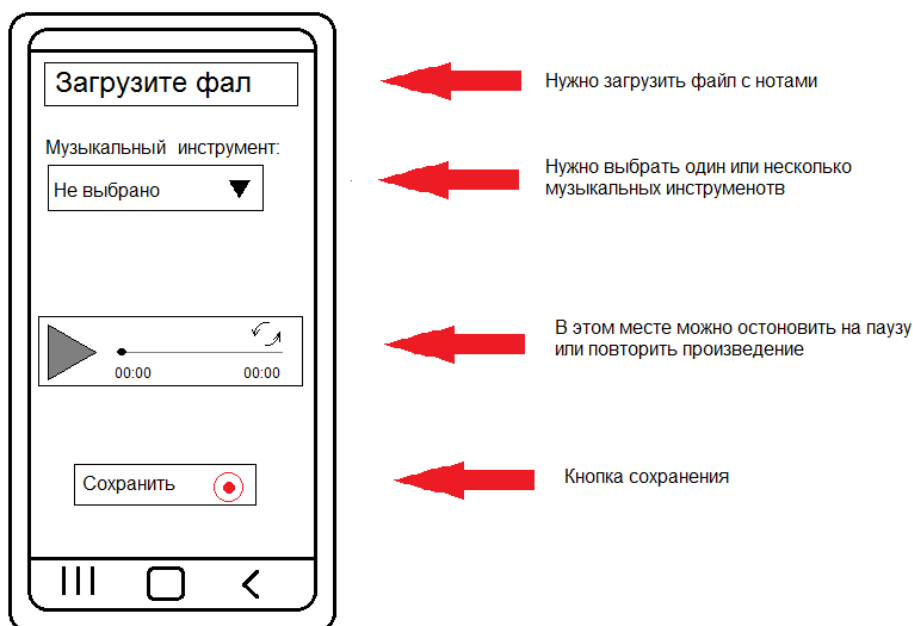 Загрузите фал
Нужно загрузить файл с нотами
Музыкальный инструмент:
Не выбрано
Нужно выбрать один или несколько
музыкальных инструменотв
00:00
00:00
В этом месте можно остоновить на паузу
или повторить произведение
Сохранить
Кнопка сохранения